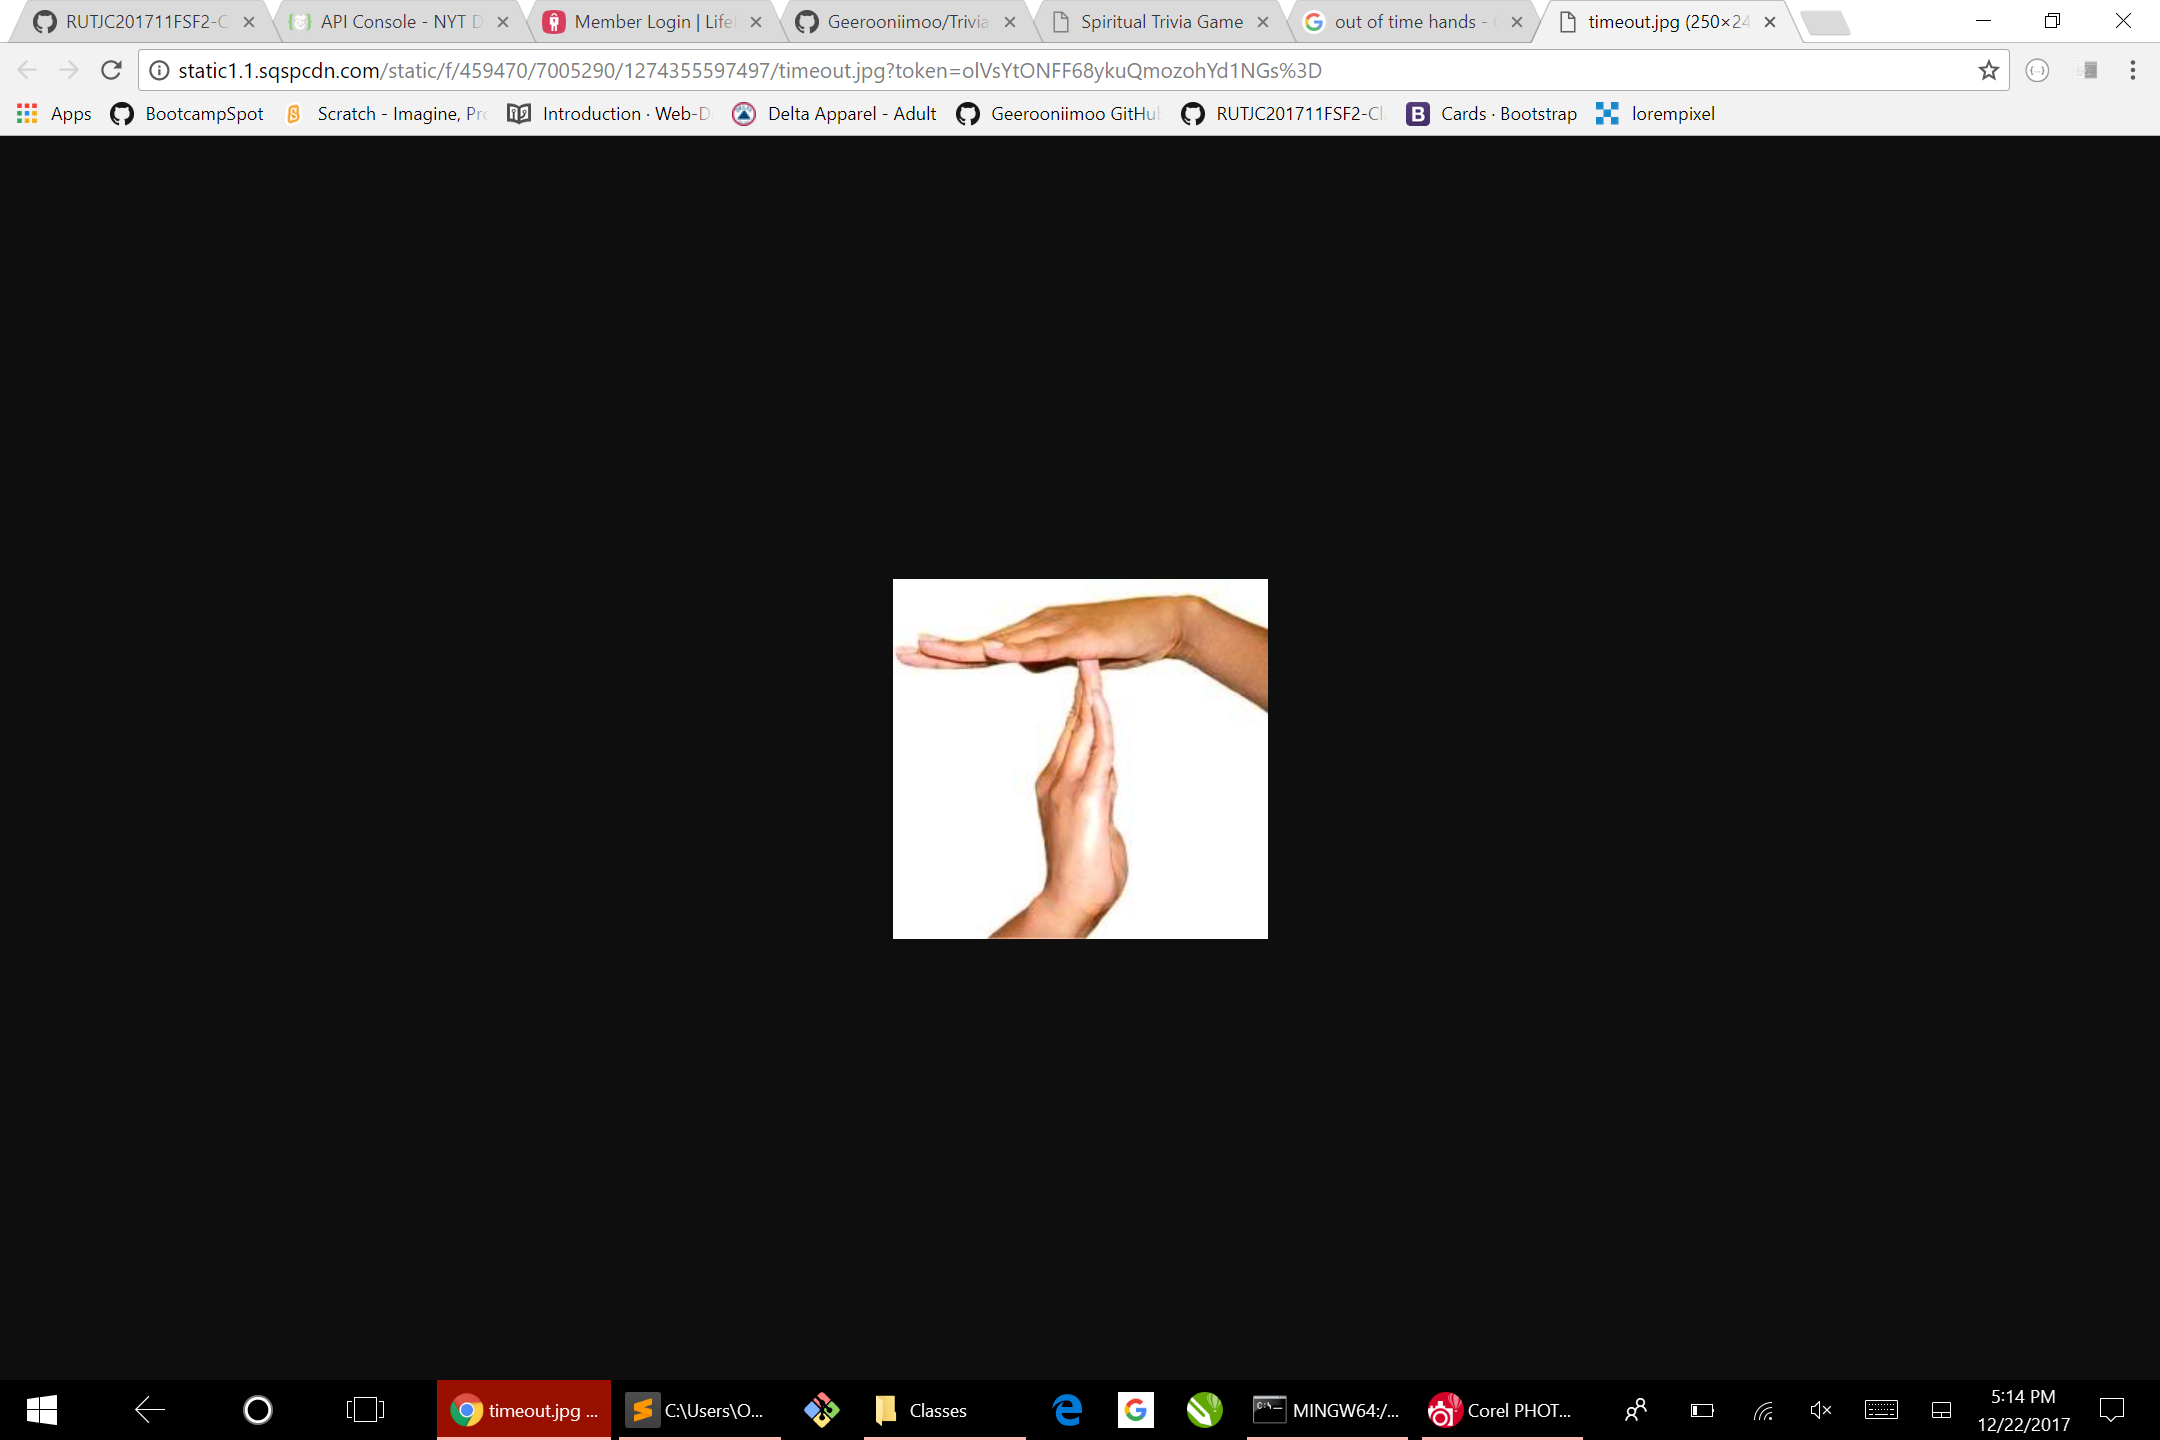 RUTJC201711FSF2-C
API Console - NYT D
Member Login | Life
Geerooniimoo/Trivia
Spiritual Trivia Game
out of time hands -
timeout.jpg (250×24
static1.1.sqspcdn.com/static/f/459470/7005290/1274355597497/timeout.jpg?token=olVsYtONFF68ykuQmozohYd1NGs%3D
Apps
BootcampSpot
Scratch - Imagine, Pr
Introduction · Web-D
Delta Apparel - Adult
Geerooniimoo GitHu
RUTJC201711FSF2-Cl
Cards · Bootstrap
lorempixel
timeout.jpg ...
C:\Users\O...
Classes
MINGW64:/...
Corel PHOT...
5:14 PM
12/22/2017